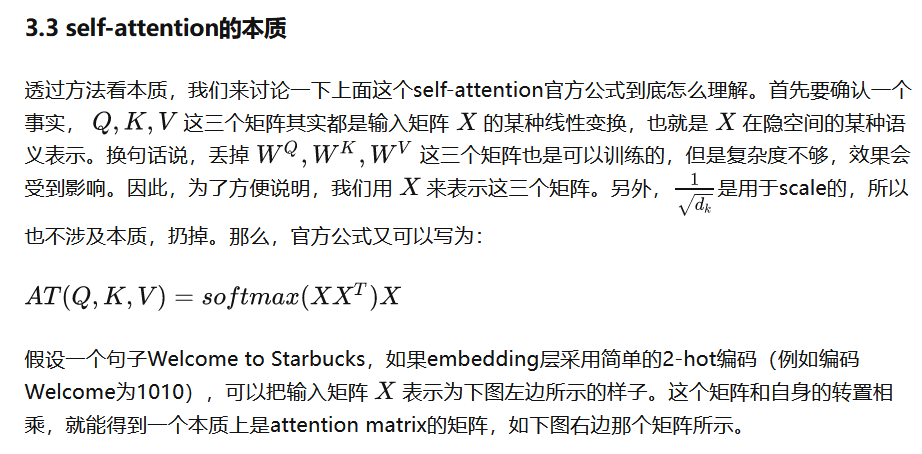 3.3 self-attention的本质
透过方法看本质，我们来讨论一下上面这个self-attention官方公式到底怎么理解。首先要确认一个
事实， Q, K, V 这三个矩阵其实都是输入矩阵 X 的某种线性变换，也就是 X 在隐空间的某种语
义表示。换句话说，丢掉 W^Q, W^K, W^V 这三个矩阵也是可以训练的，但是复杂度不够，效果会
受到影响。因此，为了方便说明，我们用 X 来表示这三个矩阵。另外， \frac{1}{\sqrt{d_k}} 是用于scale的，所以
也不涉及本质，扔掉。那么，官方公式又可以写为：
AT(Q, K, V) = softmax(XX^T)X
假设一个句子Welcome to Starbucks，如果embedding层采用简单的2-hot编码（例如编码
Welcome为1010），可以把输入矩阵 X 表示为下图左边所示的样子。这个矩阵和自身的转置相
乘，就能得到一个本质上是attention matrix的矩阵，如下图右边那个矩阵所示。